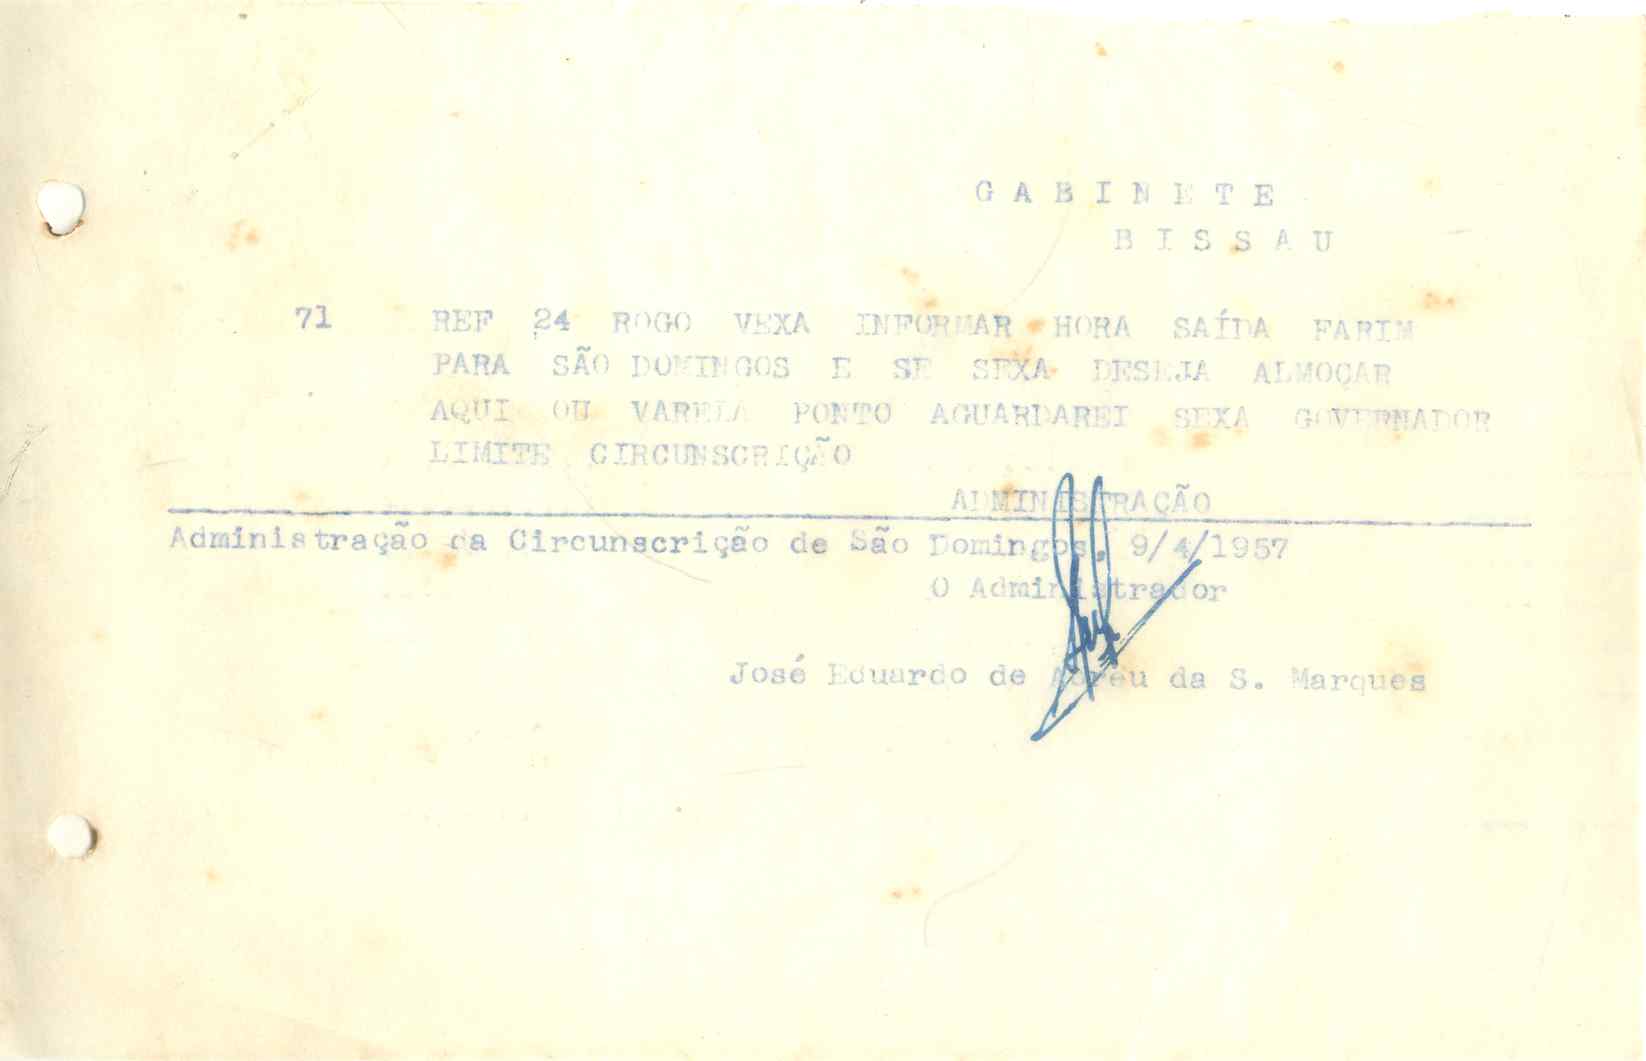 G A B I N E T E
B I S S A U
71 REF 24 ROGO VEXA INFORMAR HORA SAÍDA FARIM
PARA SÃO DOMINGOS E SE SEXA DESEJA ALMOÇAR
AQUI OU VARELA PONTO AGUARDAREI SEXA GOVERNADOR
LIMITE CIRCUNSCRIÇÃO
ADMINISTRAÇÃO
Administração da Circunscrição de São Domingos, 9/4/1957
O Administrador
José Eduardo de Abreu da S. Marques